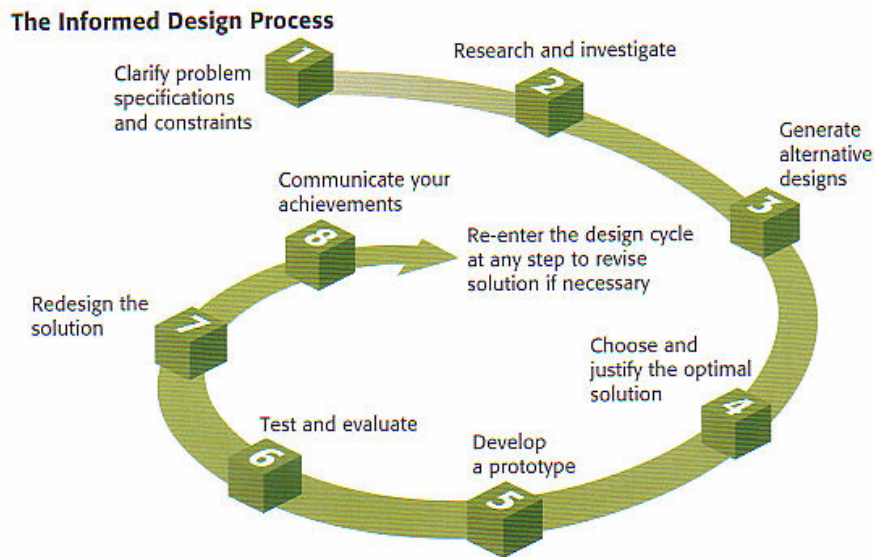 The Informed Design Process
1
Clarify problem
specifications
and constraints
2
Research and investigate
3
Generate
alternative
designs
4
Choose and
justify the optimal
solution
5
Develop
a prototype
6
Test and evaluate
7
Redesign the
solution
8
Communicate your
achievements
Re-enter the design cycle
at any step to revise
solution if necessary